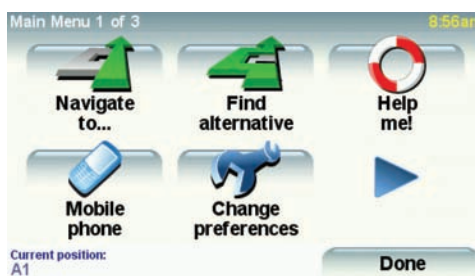 Main Menu 1 of 3
8:56am
Navigate
to...
Find
alternative
Help
me!
Mobile
phone
Change
preferences
Current position:
A1
Done